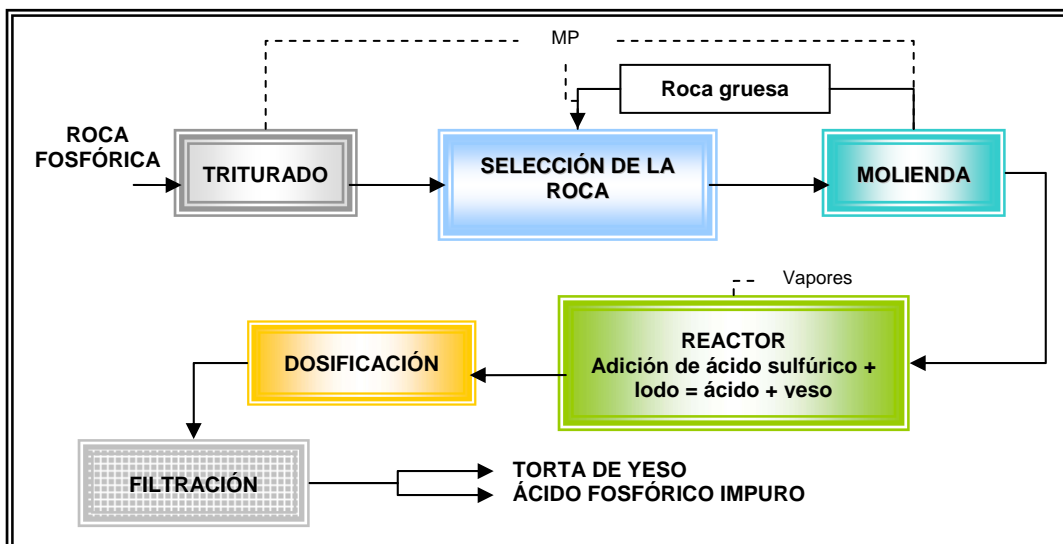 MP
Roca gruesa
ROCA
FOSFÓRICA
TRITURADO
SELECCIÓN DE LA
ROCA
MOLIENDA
Vapores
REACTOR
Adición de ácido sulfúrico +
lodo = ácido + yeso
DOSIFICACIÓN
FILTRACIÓN
TORTA DE YESO
ÁCIDO FOSFÓRICO IMPURO